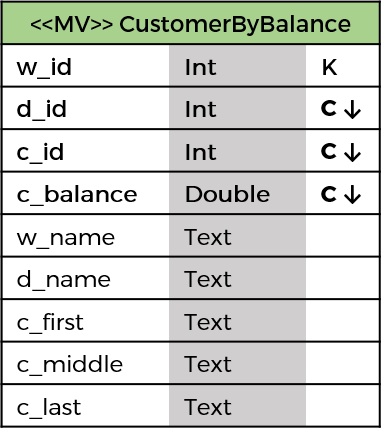 <<MV>> CustomerByBalance
w_id Int K
d_id Int C ↓
c_id Int C ↓
c_balance Double C ↓
w_name Text
d_name Text
c_first Text
c_middle Text
c_last Text